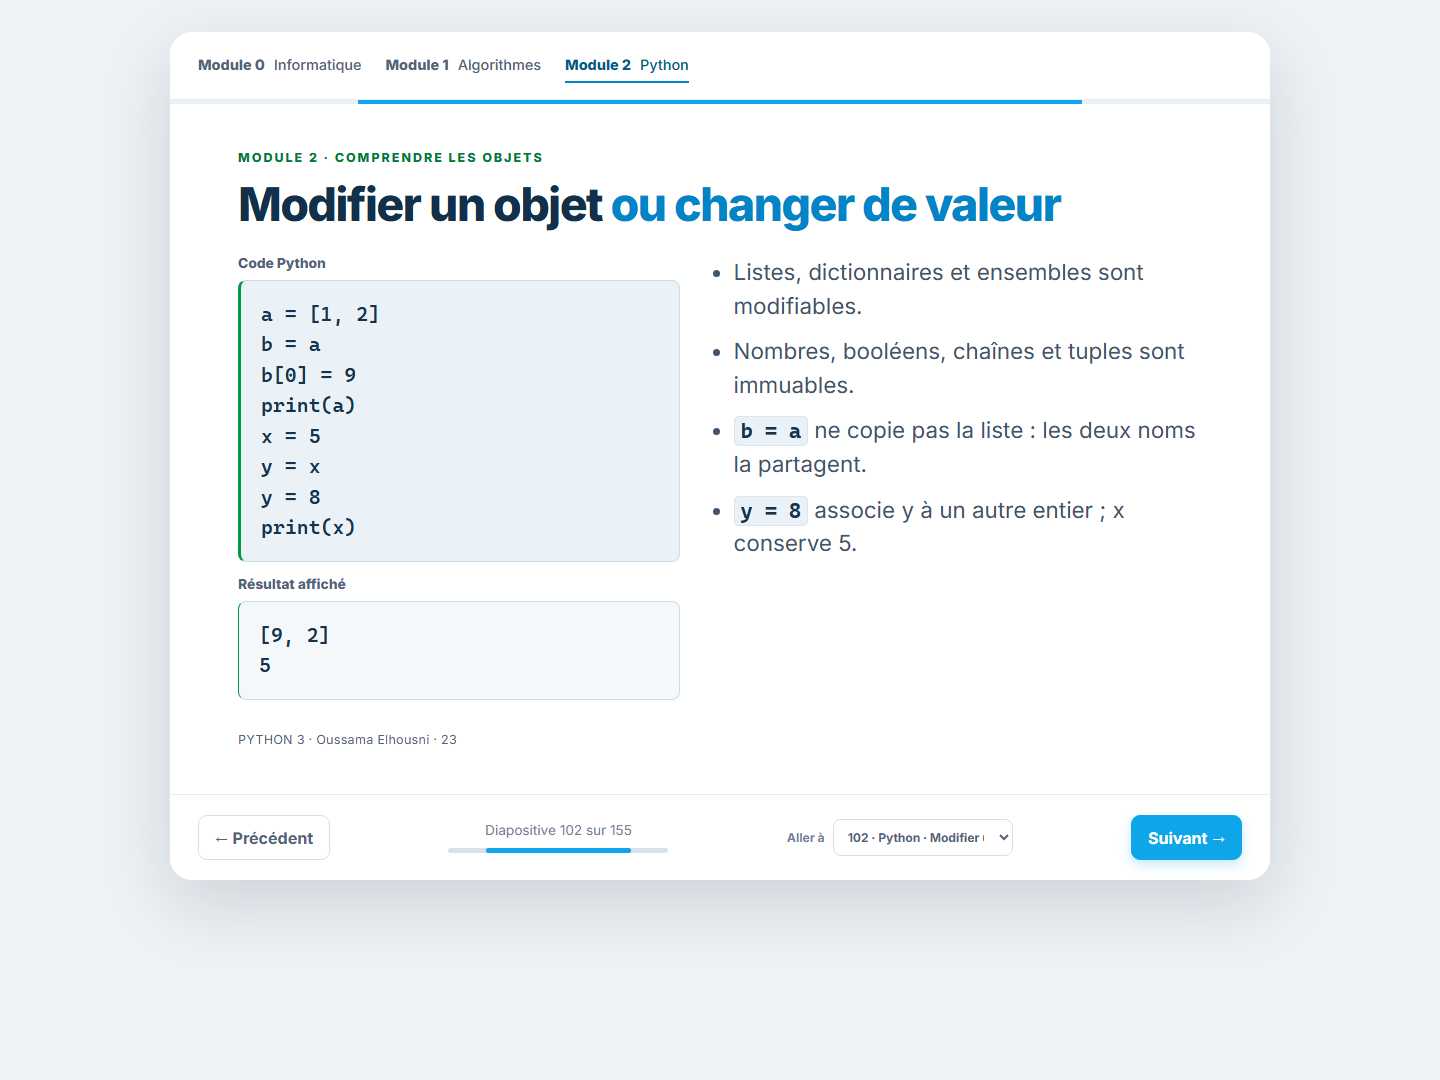 Module 0 Informatique Module 1 Algorithmes Module 2 Python
MODULE 2 · COMPRENDRE LES OBJETS
Modifier un objet ou changer de valeur
Code Python
a = [1, 2]
b = a
b[0] = 9
print(a)
x = 5
y = x
y = 8
print(x)
Résultat affiché
[9, 2]
5
• Listes, dictionnaires et ensembles sont
modifiables.
• Nombres, booléens, chaînes et tuples sont
immuables.
• b = a ne copie pas la liste : les deux noms
la partagent.
• y = 8 associe y à un autre entier ; x
conserve 5.
PYTHON 3 · Oussama Elhousni · 23
← Précédent
Diapositive 102 sur 155
Aller à 102 · Python · Modifier
Suivant →